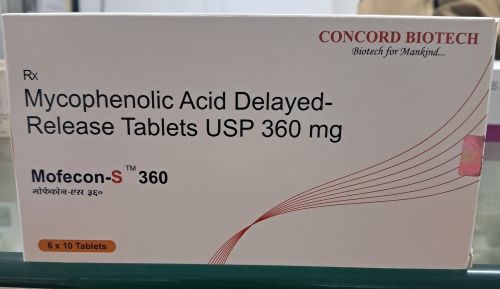 CONCORD BIOTECH
Biotech for Mankind...
Rx
Mycophenolic Acid Delayed-
Release Tablets USP 360 mg
Mofecon-S™ 360
मोफेकॉन-एस ३६०
6 x 10 Tablets